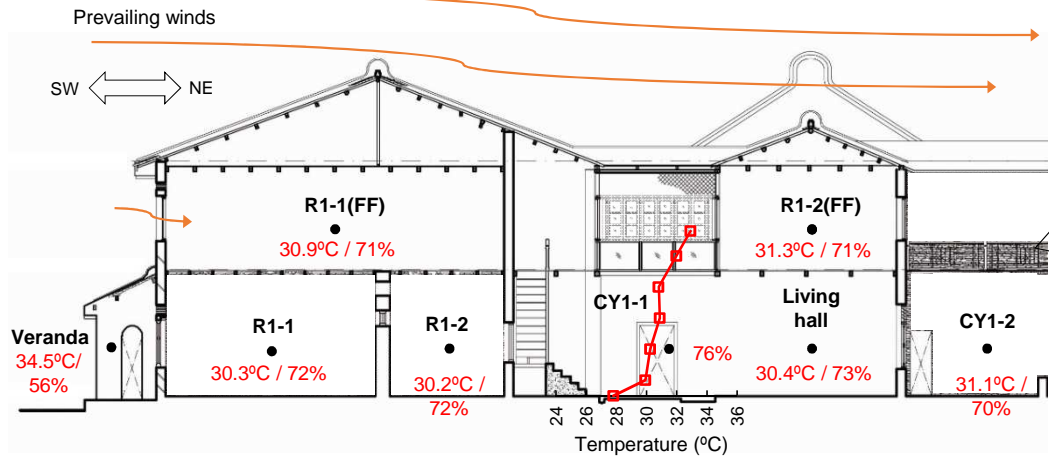 Prevailing winds
SW
NE
R1-1(FF)
30.9ºC / 71%
R1-2(FF)
31.3ºC / 71%
Veranda
34.5ºC/
56%
R1-1
30.3ºC / 72%
R1-2
30.2ºC /
72%
CY1-1
76%
Living
hall
30.4ºC / 73%
CY1-2
31.1ºC /
70%
24
26
28
30
32
34
36
Temperature (ºC)